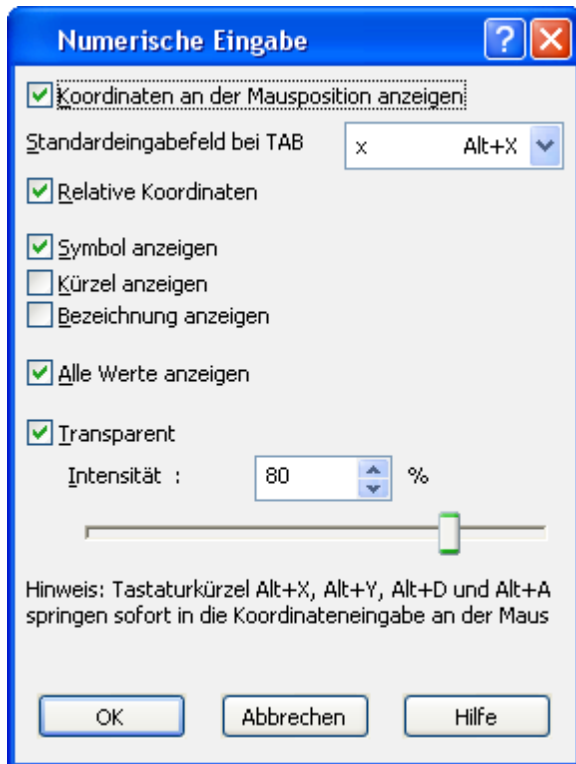 Numerische Eingabe
Koordinaten an der Mausposition anzeigen
Standardeingabefeld bei TAB x Alt+X
Relative Koordinaten
Symbol anzeigen
Kürzel anzeigen
Bezeichnung anzeigen
Alle Werte anzeigen
Transparent
Intensität : 80 %
Hinweis: Tastaturkürzel Alt+X, Alt+Y, Alt+D und Alt+A
springen sofort in die Koordinateneingabe an der Maus
OK Abbrechen Hilfe